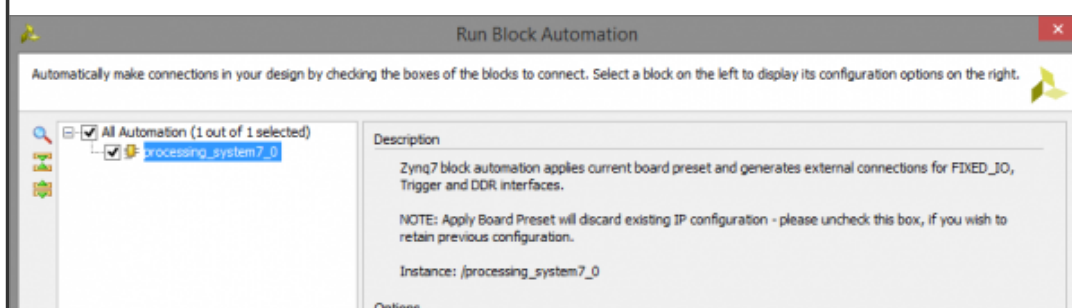 Run Block Automation
Automatically make connections in your design by checking the boxes of the blocks to connect. Select a block on the left to display its configuration options on the right.
All Automation (1 out of 1 selected)
processing_system7_0
Description
Zynq7 block automation applies current board preset and generates external connections for FIXED_IO,
Trigger and DDR interfaces.
NOTE: Apply Board Preset will discard existing IP configuration - please uncheck this box, if you wish to
retain previous configuration.
Instance: /processing_system7_0
Options